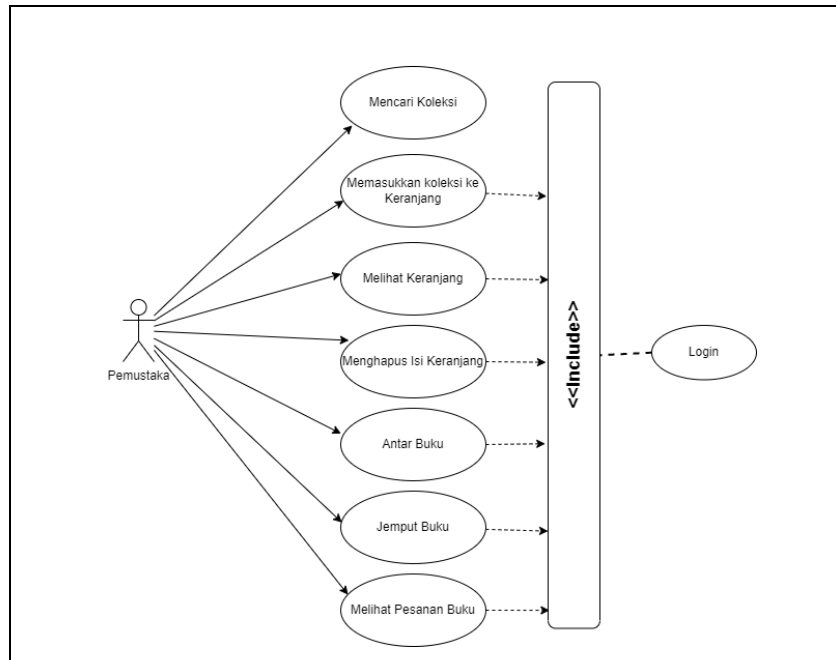 Mencari Koleksi
Memasukkan koleksi ke
Keranjang
Melihat Keranjang
Menghapus Isi Keranjang
Antar Buku
Jemput Buku
Melihat Pesanan Buku
Pemustaka
<<Include>>
Login